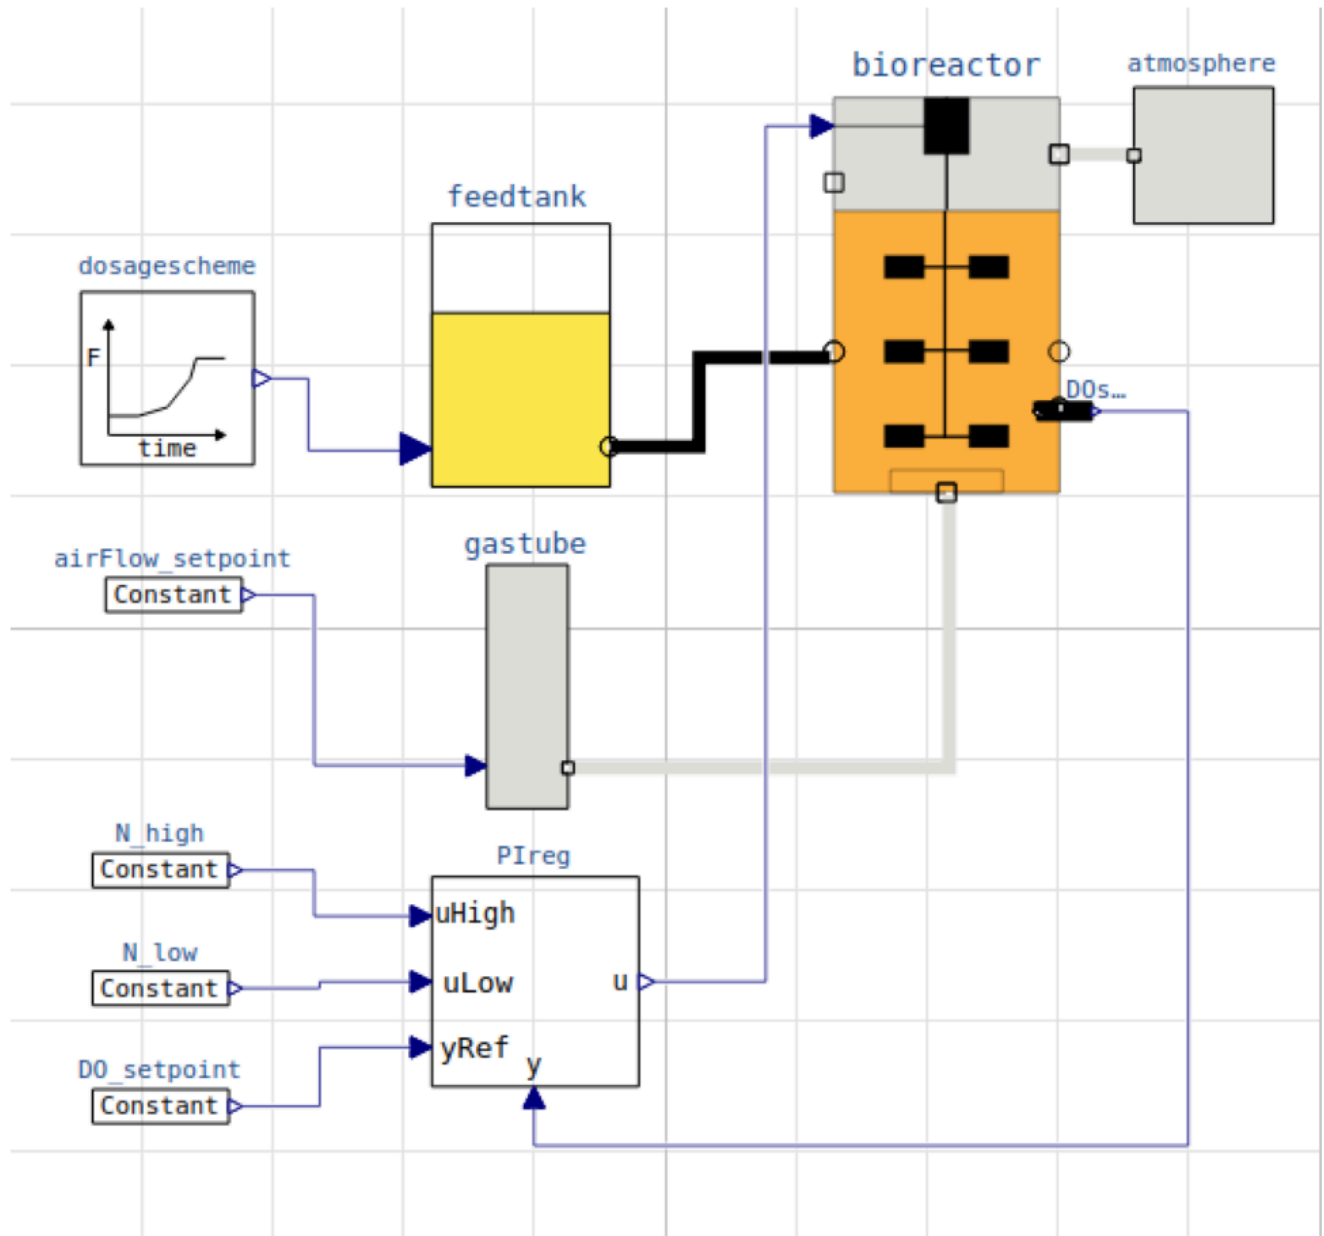 bioreactor
atmosphere
feedtank
dosagescheme
F
time
DOs…
airFlow_setpoint
Constant
gastube
N_high
Constant
PIreg
uHigh
N_low
Constant
uLow
u
yRef
y
DO_setpoint
Constant